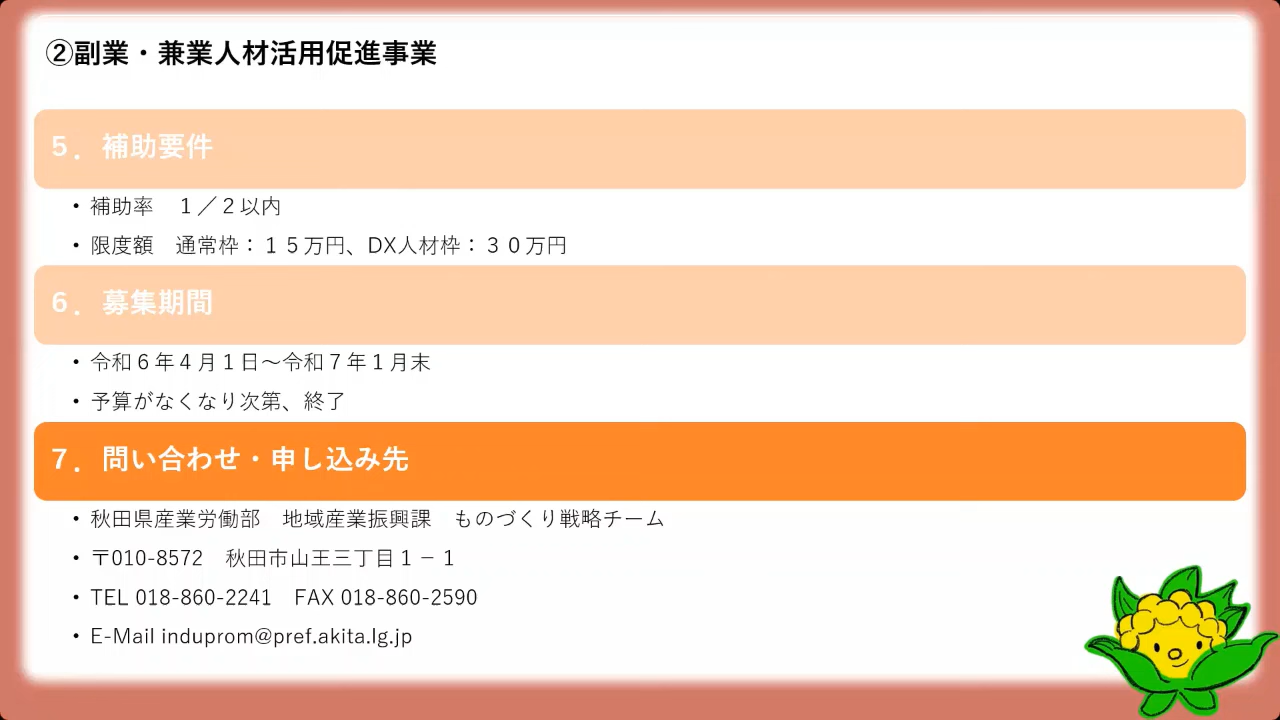 ②副業・兼業人材活用促進事業
５．補助要件
• 補助率　１／２以内
• 限度額　通常枠：１５万円、DX人材枠：３０万円
６．募集期間
• 令和６年４月１日～令和７年１月末
• 予算がなくなり次第、終了
７．問い合わせ・申し込み先
• 秋田県産業労働部　地域産業振興課　ものづくり戦略チーム
• 〒010-8572　秋田市山王三丁目１－１
• TEL 018-860-2241　FAX 018-860-2590
• E-Mail induprom@pref.akita.lg.jp